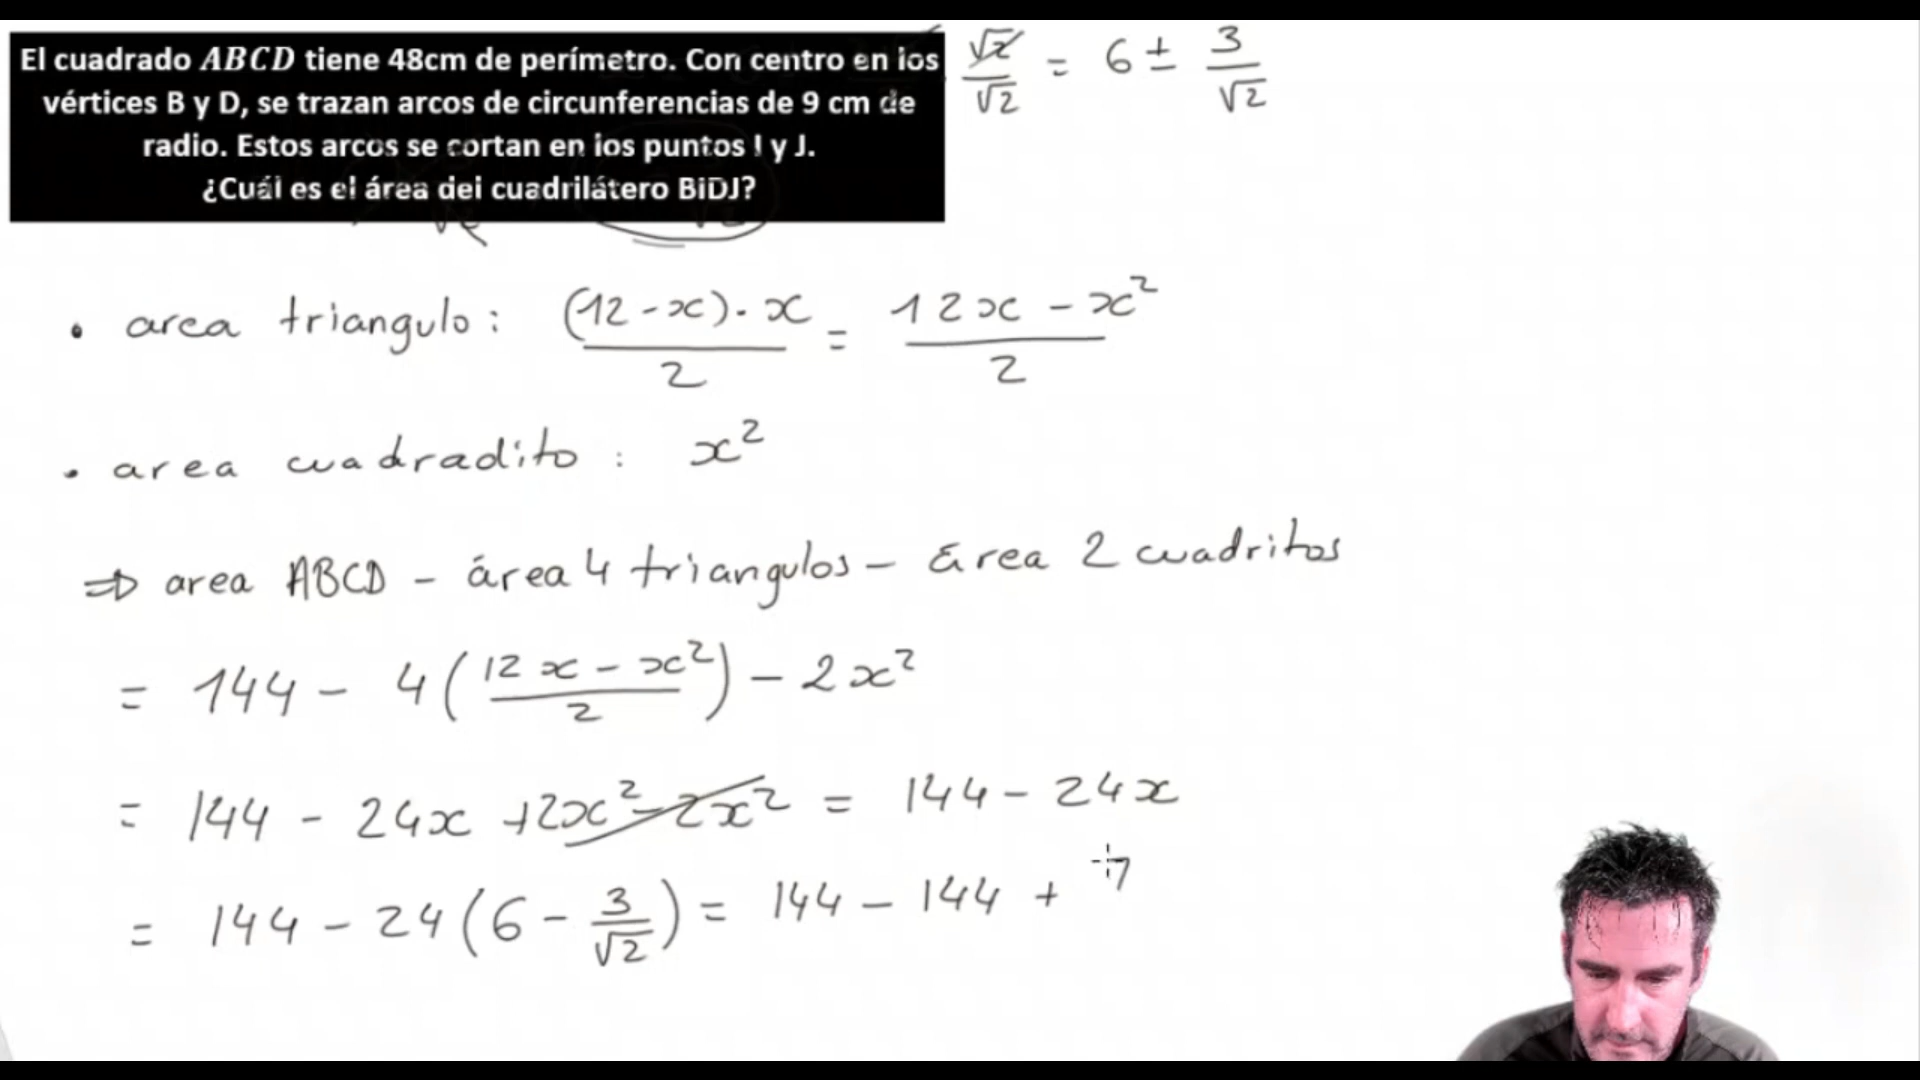 El cuadrado ABCD tiene 48cm de perímetro. Con centro en los
vértices B y D, se trazan arcos de circunferencias de 9 cm de
radio. Estos arcos se cortan en los puntos I y J.
¿Cuál es el área del cuadrilátero BIDJ?
√2/√2 = 6 ± 3/√2
• area triangulo: (12-x)·x/2 = 12x - x²/2
• area cuadradito: x²
⇒ area ABCD - área 4 triangulos - área 2 cuadritos
= 144 - 4(12x - x²/2) - 2x²
= 144 - 24x + 2x² - 2x² = 144 - 24x
= 144 - 24(6 - 3/√2) = 144 - 144 + 7